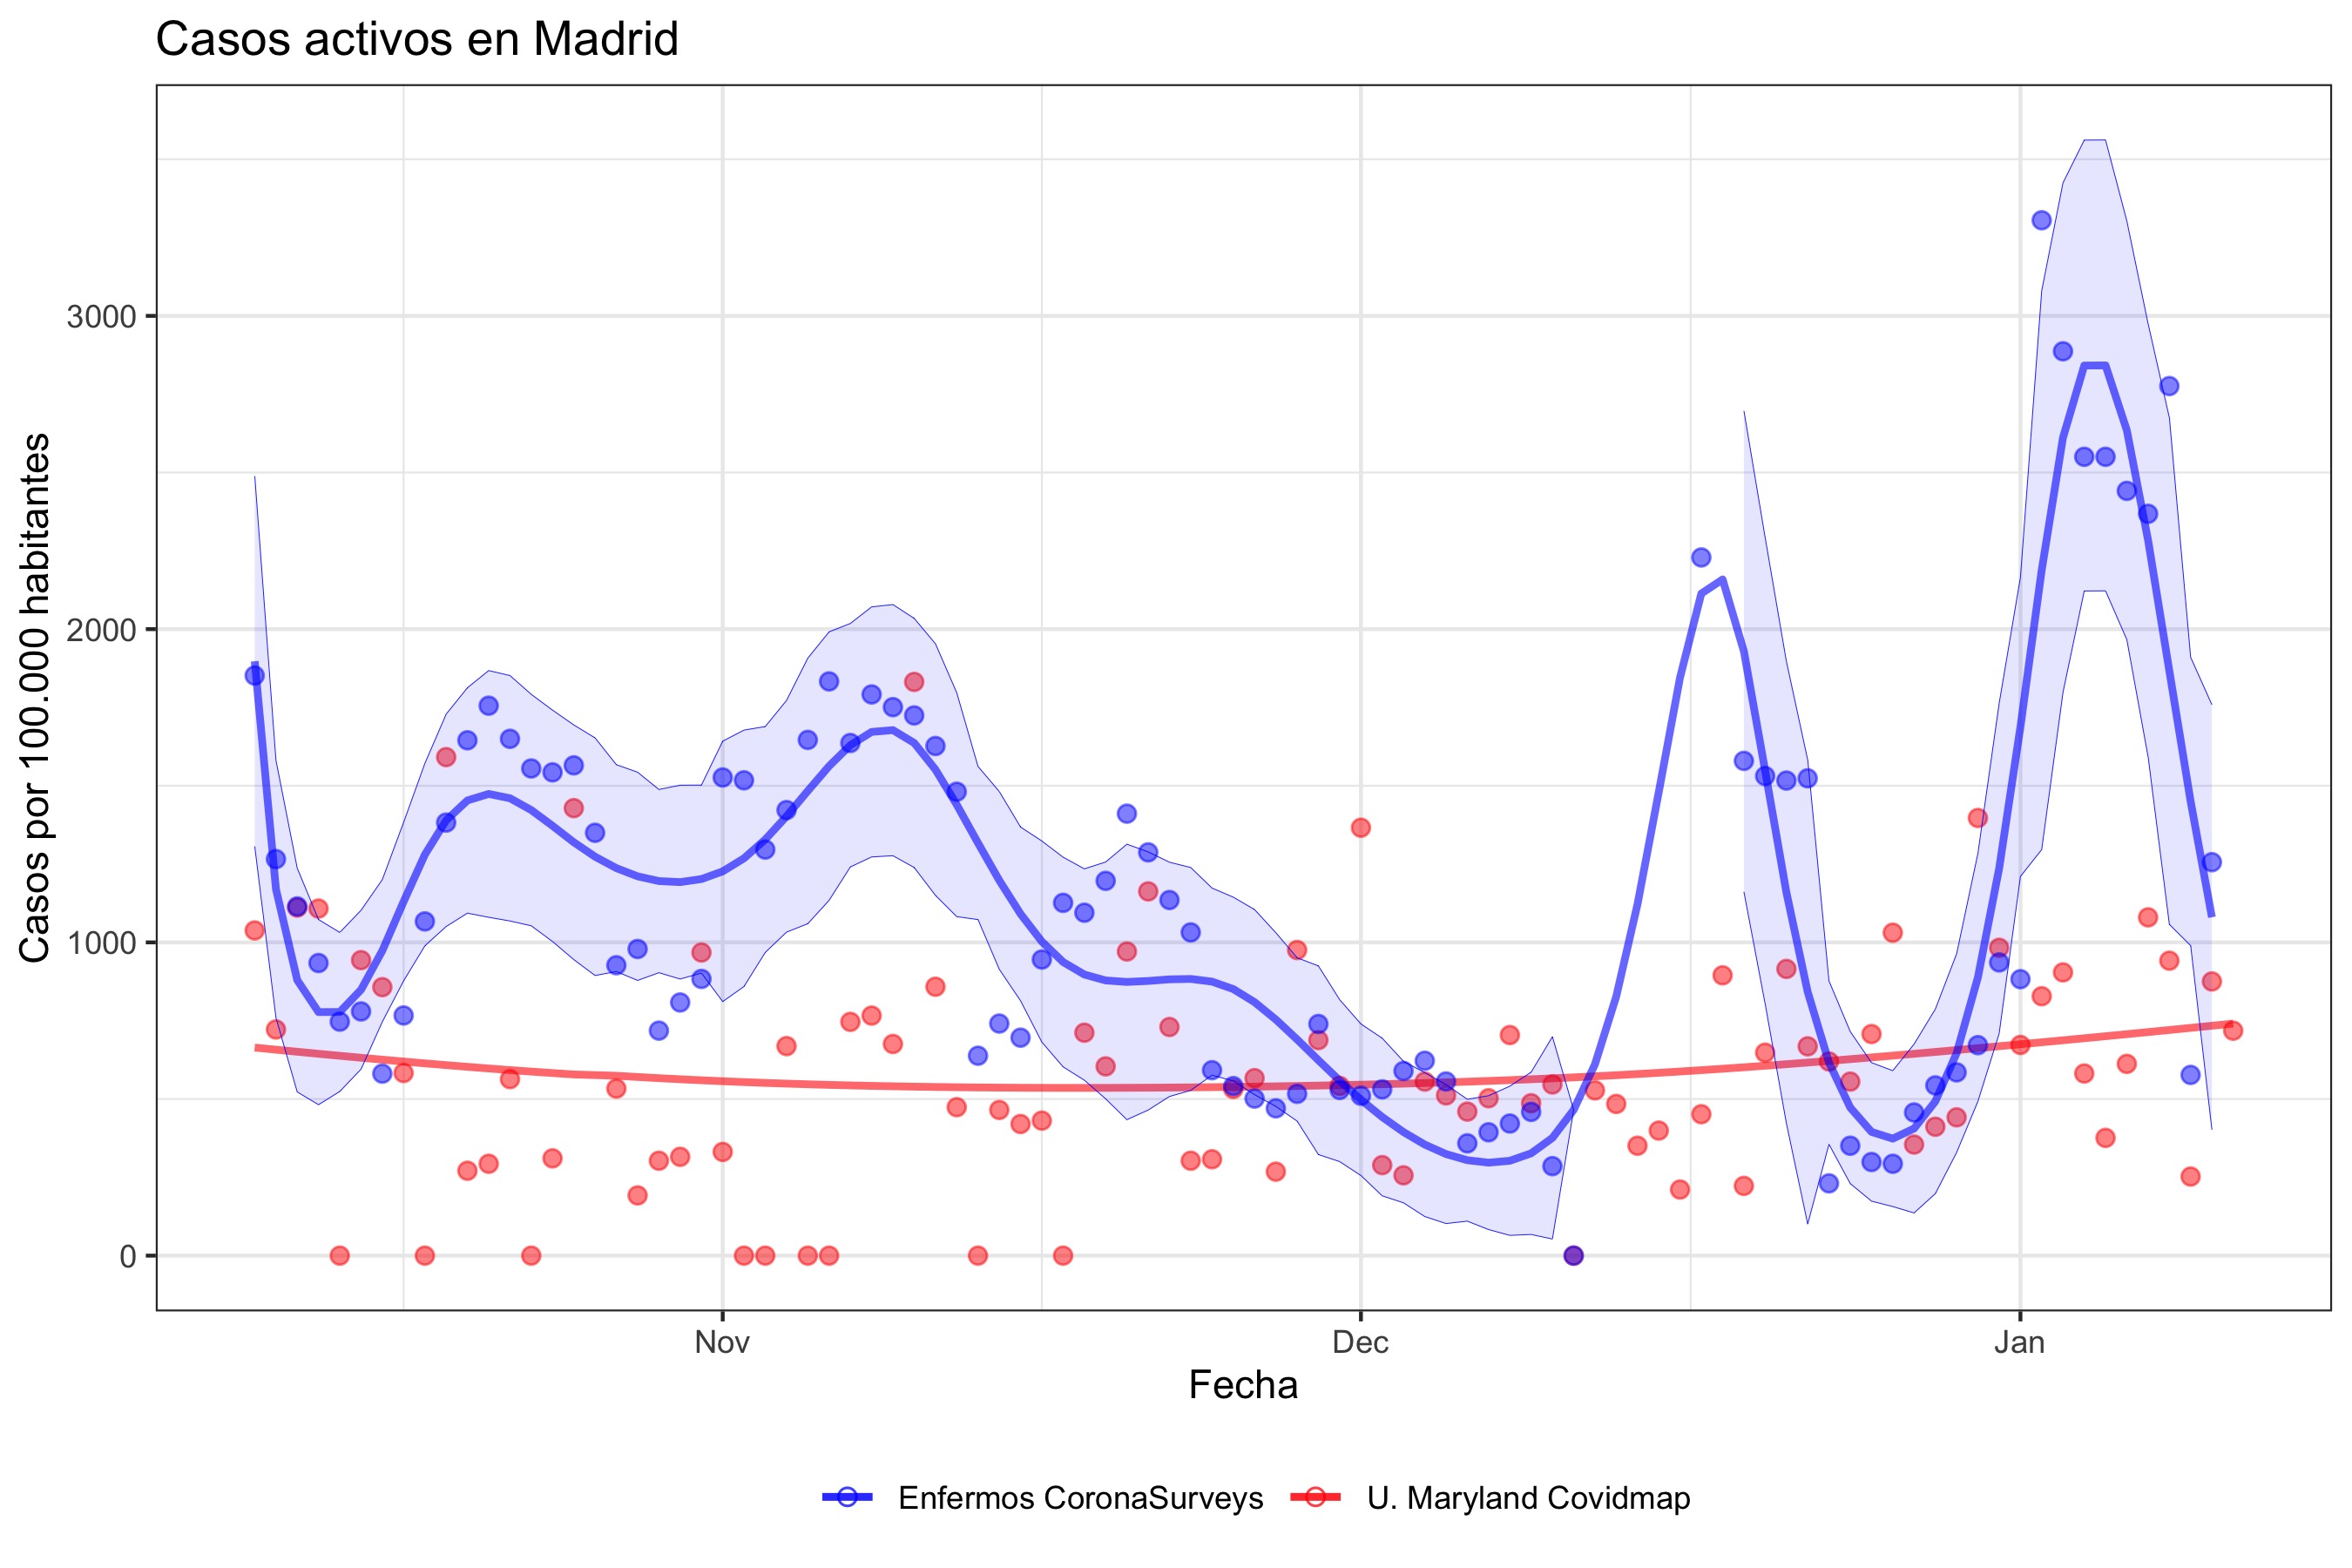 Casos activos en Madrid
Casos por 100.000 habitantes
3000
2000
1000
0
Nov
Dec
Jan
Fecha
Enfermos CoronaSurveys
U. Maryland Covidmap